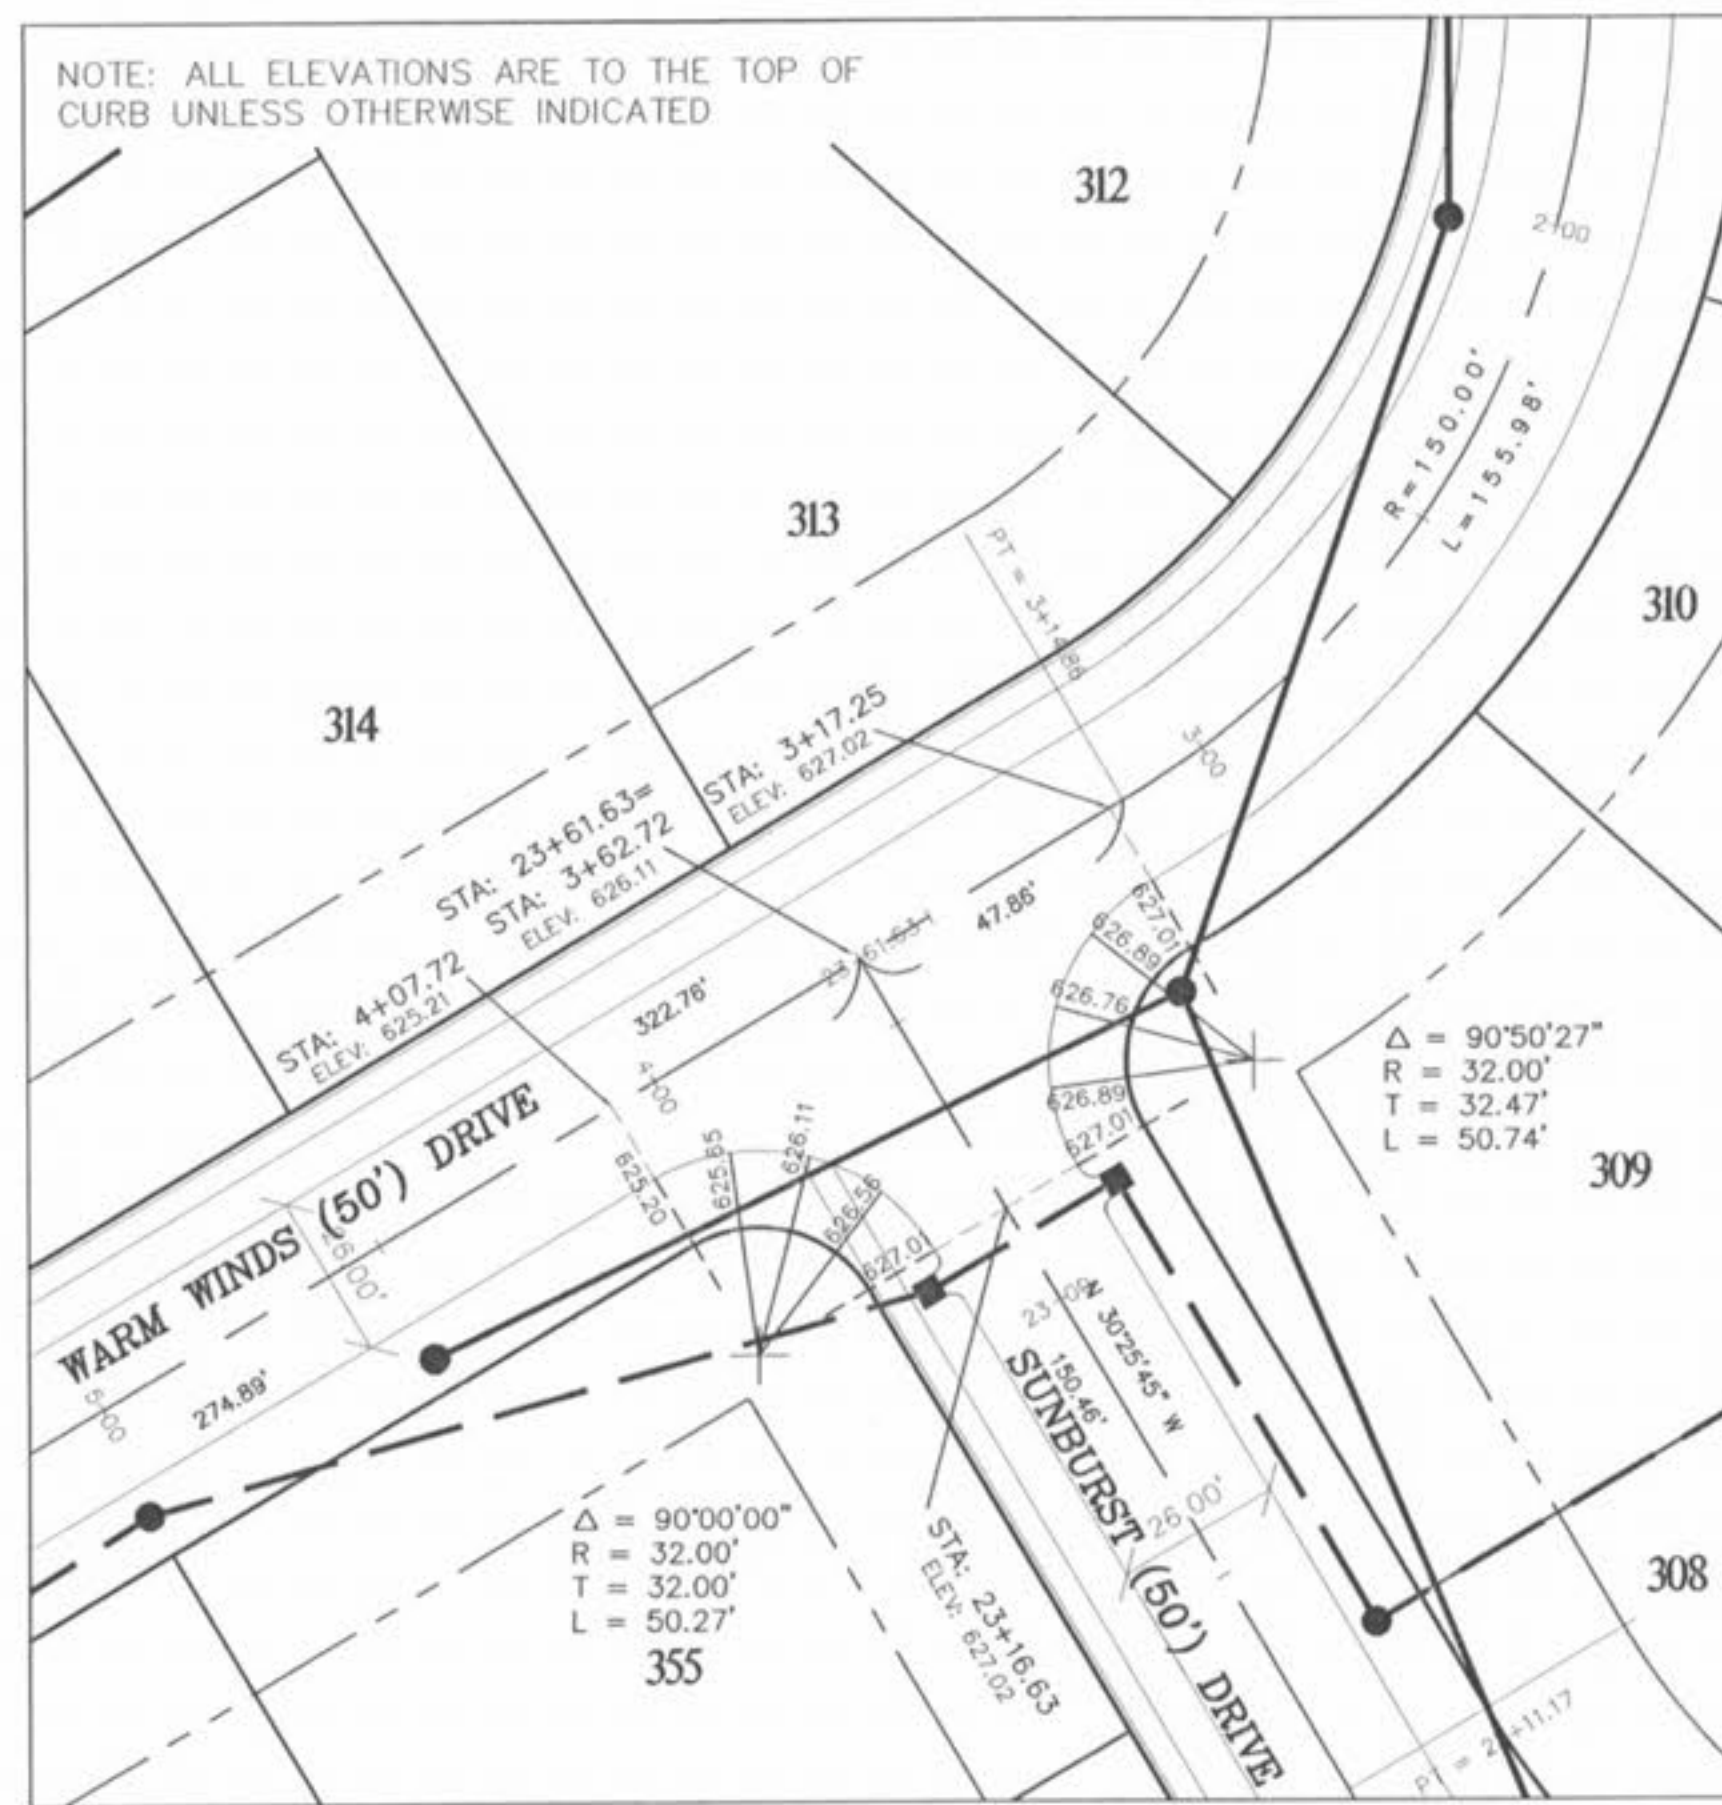 NOTE: ALL ELEVATIONS ARE TO THE TOP OF
CURB UNLESS OTHERWISE INDICATED
312
2+00
R=150.00'
L=155.98'
313
PT = 3+14.86
310
314
STA: 3+17.25
ELEV: 627.02
3+00
STA: 23+61.63=
STA: 3+62.72
ELEV: 626.11
STA: 4+07.72
ELEV: 625.21
23+61.63
47.86'
322.76'
4+00
627.01
626.89
626.76
626.89
627.01
Δ = 90°50'27"
R = 32.00'
T = 32.47'
L = 50.74'
309
625.20
625.65
626.11
626.56
627.01
WARM WINDS (50') DRIVE
5+00
274.89'
23+00
N 30°25'45" W
150.46'
SUNBURST (50') DRIVE
26.00'
STA: 23+16.63
ELEV: 627.02
Δ = 90°00'00"
R = 32.00'
T = 32.00'
L = 50.27'
355
308
+11.17